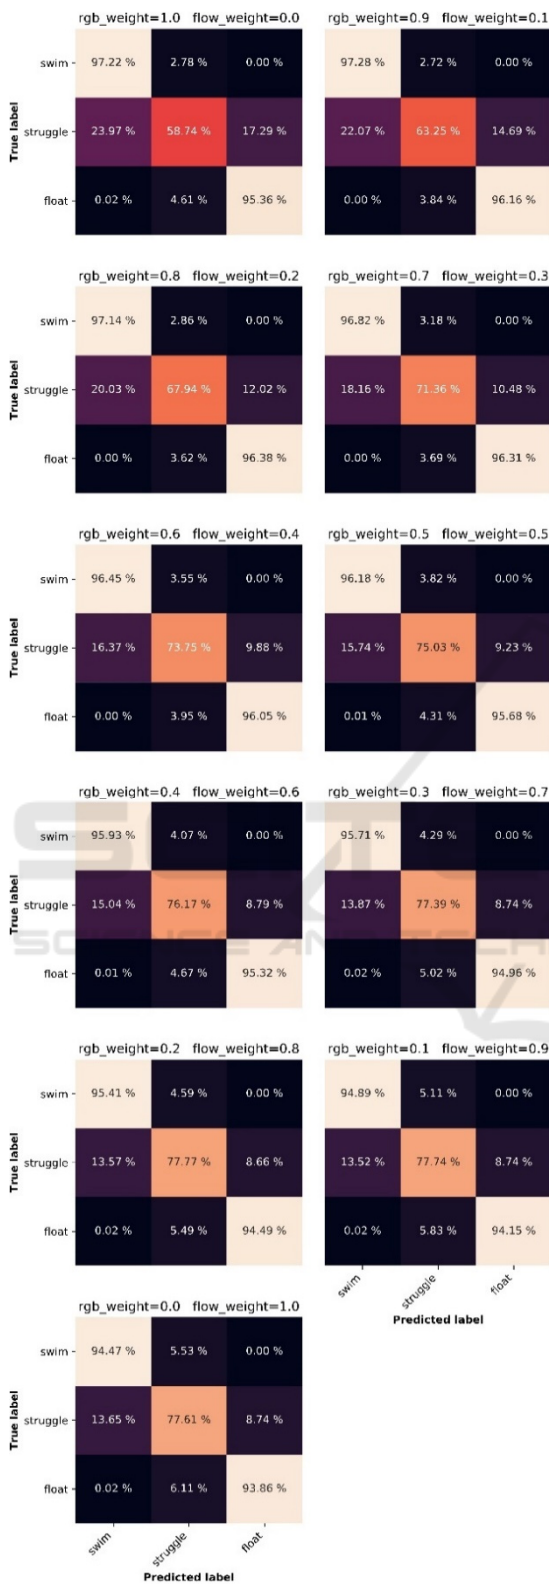 rgb_weight=1.0 flow_weight=0.0
rgb_weight=0.9 flow_weight=0.1
True label
swim 97.22 % 2.78 % 0.00 %
97.28 % 2.72 % 0.00 %
struggle 23.97 % 58.74 % 17.29 %
22.07 % 63.25 % 14.69 %
float 0.02 % 4.61 % 95.36 %
0.00 % 3.84 % 96.16 %
rgb_weight=0.8 flow_weight=0.2
rgb_weight=0.7 flow_weight=0.3
True label
swim 97.14 % 2.86 % 0.00 %
96.82 % 3.18 % 0.00 %
struggle 20.03 % 67.94 % 12.02 %
18.16 % 71.36 % 10.48 %
float 0.00 % 3.62 % 96.38 %
0.00 % 3.69 % 96.31 %
rgb_weight=0.6 flow_weight=0.4
rgb_weight=0.5 flow_weight=0.5
True label
swim 96.45 % 3.55 % 0.00 %
96.18 % 3.82 % 0.00 %
struggle 16.37 % 73.75 % 9.88 %
15.74 % 75.03 % 9.23 %
float 0.00 % 3.95 % 96.05 %
0.01 % 4.31 % 95.68 %
rgb_weight=0.4 flow_weight=0.6
rgb_weight=0.3 flow_weight=0.7
True label
swim 95.93 % 4.07 % 0.00 %
95.71 % 4.29 % 0.00 %
struggle 15.04 % 76.17 % 8.79 %
13.87 % 77.39 % 8.74 %
float 0.01 % 4.67 % 95.32 %
0.02 % 5.02 % 94.96 %
rgb_weight=0.2 flow_weight=0.8
rgb_weight=0.1 flow_weight=0.9
True label
swim 95.41 % 4.59 % 0.00 %
94.89 % 5.11 % 0.00 %
struggle 13.57 % 77.77 % 8.66 %
13.52 % 77.74 % 8.74 %
float 0.02 % 5.49 % 94.49 %
0.02 % 5.83 % 94.15 %
swim struggle float
Predicted label
rgb_weight=0.0 flow_weight=1.0
True label
swim 94.47 % 5.53 % 0.00 %
struggle 13.65 % 77.61 % 8.74 %
float 0.02 % 6.11 % 93.86 %
swim struggle float
Predicted label